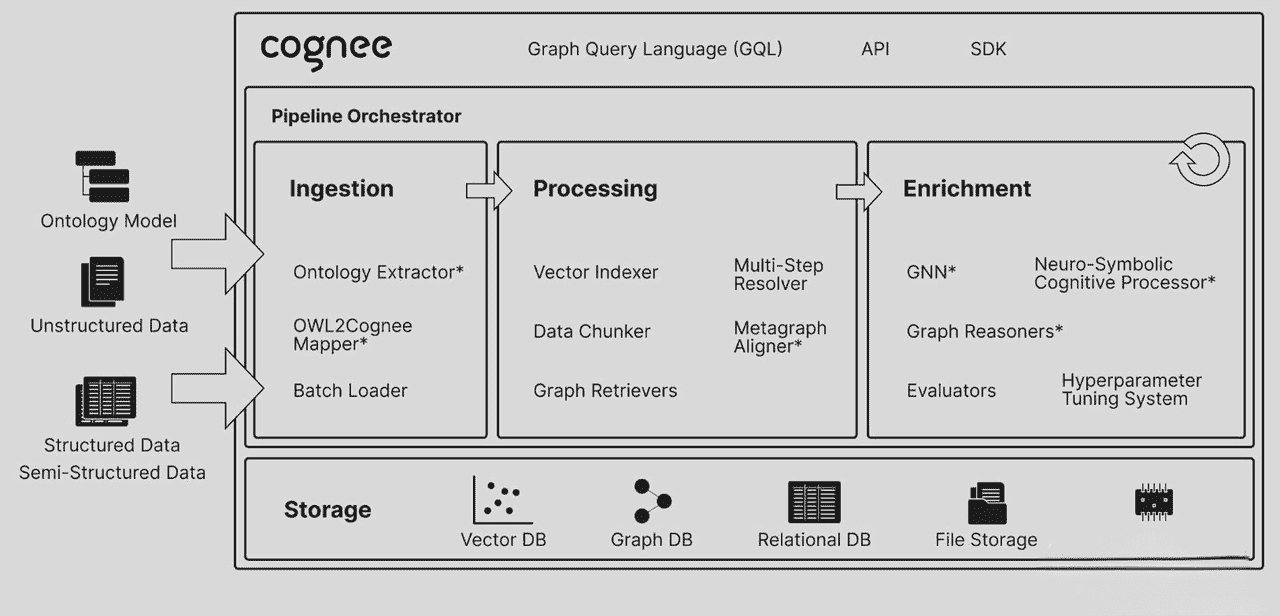 cognee
Graph Query Language (GQL)
API
SDK
Pipeline Orchestrator
Ontology Model
Unstructured Data
Structured Data
Semi-Structured Data
Ingestion
Ontology Extractor*
OWL2Cognee
Mapper*
Batch Loader
Processing
Vector Indexer
Data Chunker
Graph Retrievers
Multi-Step
Resolver
Metagraph
Aligner*
Enrichment
GNN*
Neuro-Symbolic
Cognitive Processor*
Graph Reasoners*
Evaluators
Hyperparameter
Tuning System
Storage
Vector DB
Graph DB
Relational DB
File Storage